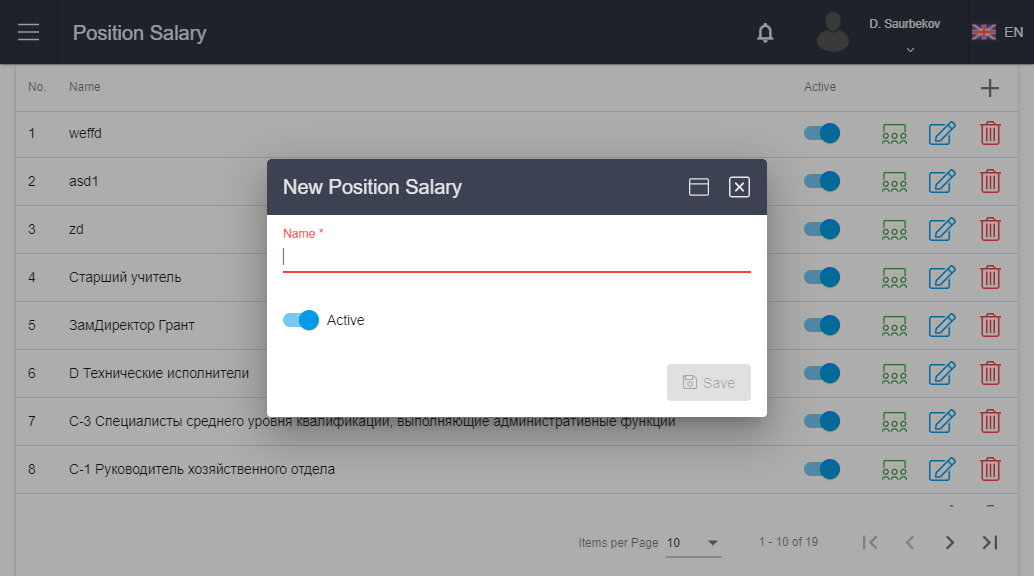 Position Salary
D. Saurbekov
EN
No. Name Active
1 weffd
2 asd1
3 zd
4 Старший учитель
5 ЗамДиректор Грант
6 D Технические исполнители
7 C-3 Специалисты среднего уровня квалификации, выполняющие административные функции
8 C-1 Руководитель хозяйственного отдела
New Position Salary
Name *
Active
Save
Items per Page 10 1 - 10 of 19